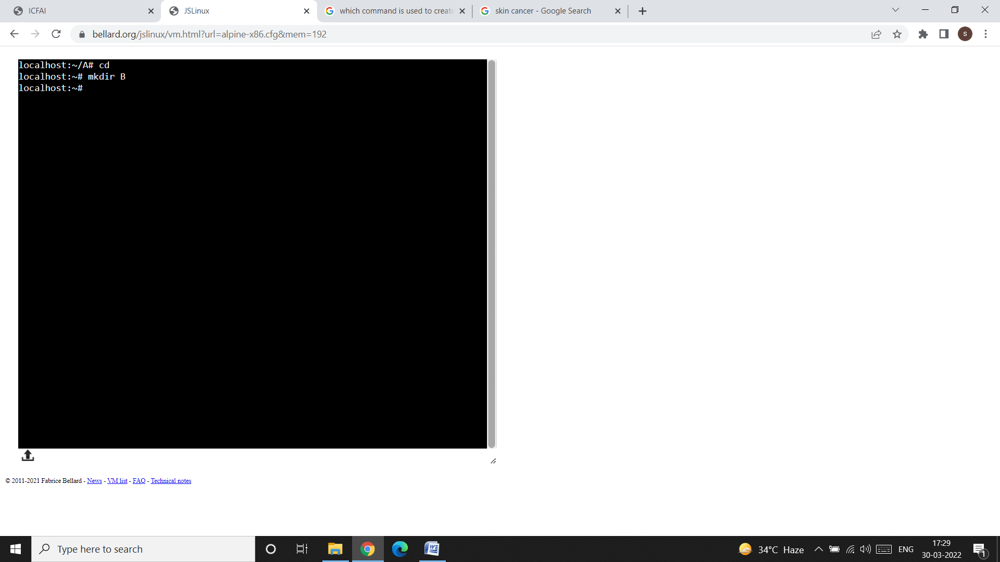 ICFAI
JSLinux
which command is used to create
skin cancer - Google Search
bellard.org/jslinux/vm.html?url=alpine-x86.cfg&mem=192
S
localhost:~/A# cd
localhost:~# mkdir B
localhost:~#
© 2011-2021 Fabrice Bellard - News - VM list - FAQ - Technical notes
Type here to search
34°C Haze
ENG
17:29
30-03-2022
1